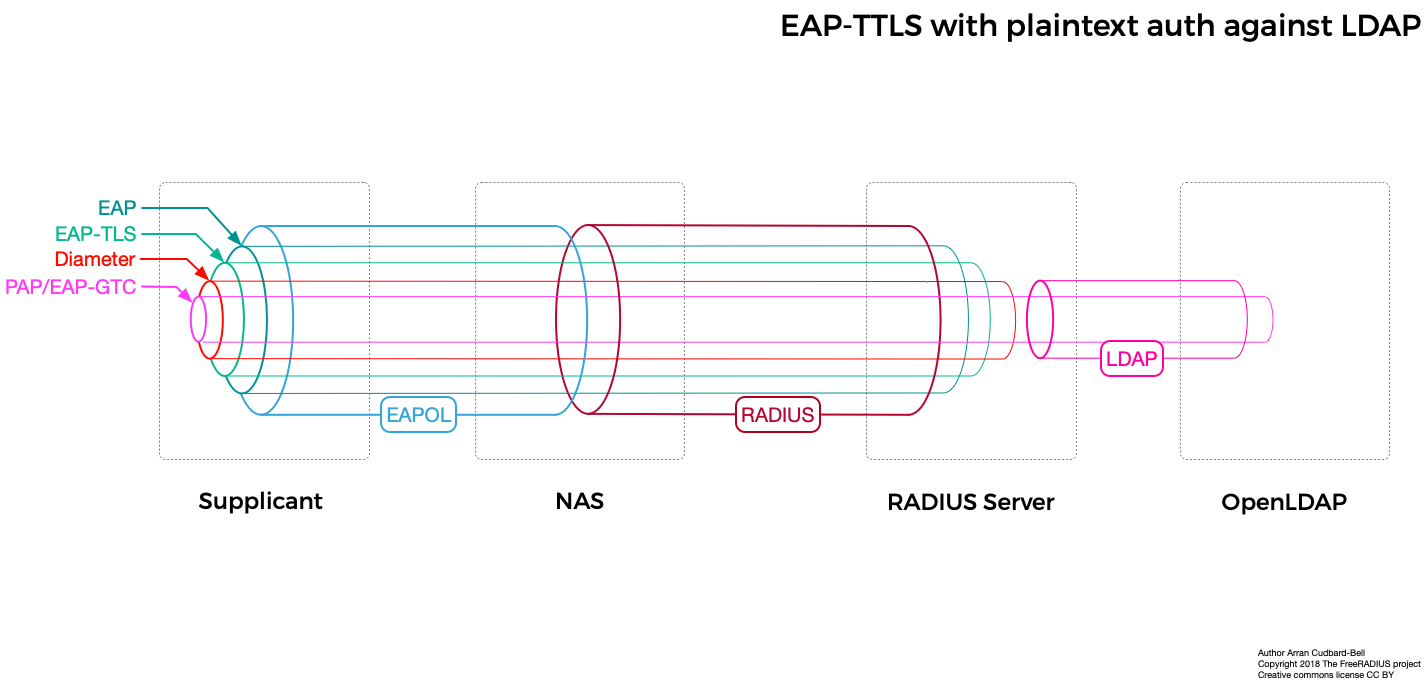 EAP-TTLS with plaintext auth against LDAP
EAP
EAP-TLS
Diameter
PAP/EAP-GTC
LDAP
EAPOL
RADIUS
Supplicant
NAS
RADIUS Server
OpenLDAP
Author Arran Cudbard-Bell
Copyright 2018 The FreeRADIUS project
Creative commons license CC BY